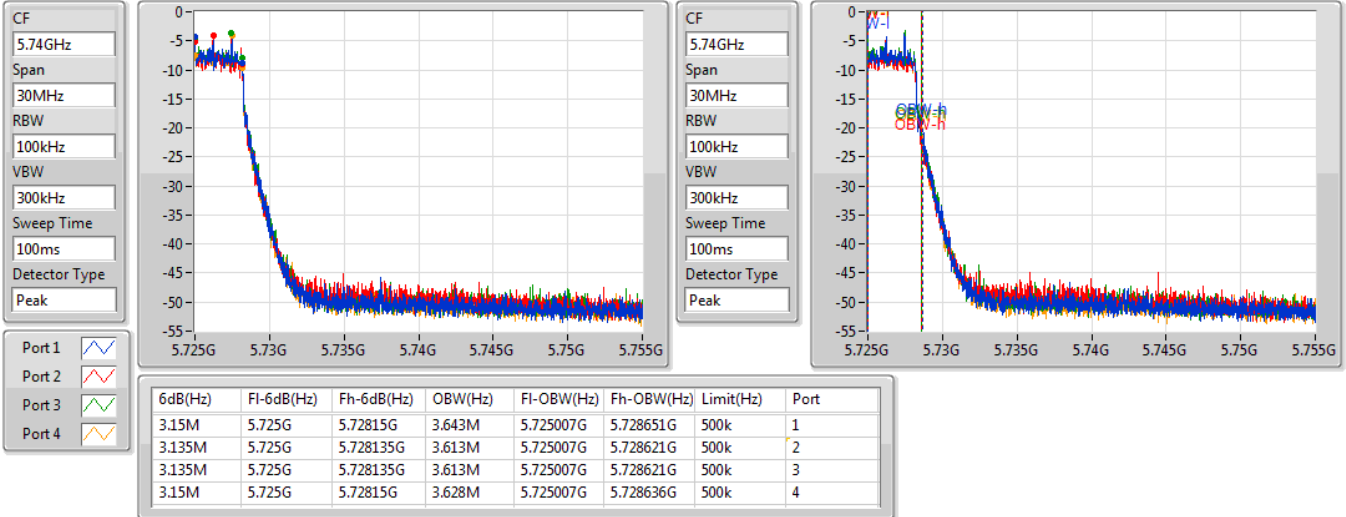 CF
5.74GHz
Span
30MHz
RBW
100kHz
VBW
300kHz
Sweep Time
100ms
Detector Type
Peak
0
-5
-10
-15
-20
-25
-30
-35
-40
-45
-50
-55
5.725G 5.73G 5.735G 5.74G 5.745G 5.75G 5.755G
CF
5.74GHz
Span
30MHz
RBW
100kHz
VBW
300kHz
Sweep Time
100ms
Detector Type
Peak
0
-5
-10
-15
-20
-25
-30
-35
-40
-45
-50
-55
W-l
OBW-h
OBW-h
5.725G 5.73G 5.735G 5.74G 5.745G 5.75G 5.755G
Port 1
Port 2
Port 3
Port 4
6dB(Hz) Fl-6dB(Hz) Fh-6dB(Hz) OBW(Hz) Fl-OBW(Hz) Fh-OBW(Hz) Limit(Hz) Port
3.15M 5.725G 5.72815G 3.643M 5.725007G 5.728651G 500k 1
3.135M 5.725G 5.728135G 3.613M 5.725007G 5.728621G 500k 2
3.135M 5.725G 5.728135G 3.613M 5.725007G 5.728621G 500k 3
3.15M 5.725G 5.72815G 3.628M 5.725007G 5.728636G 500k 4